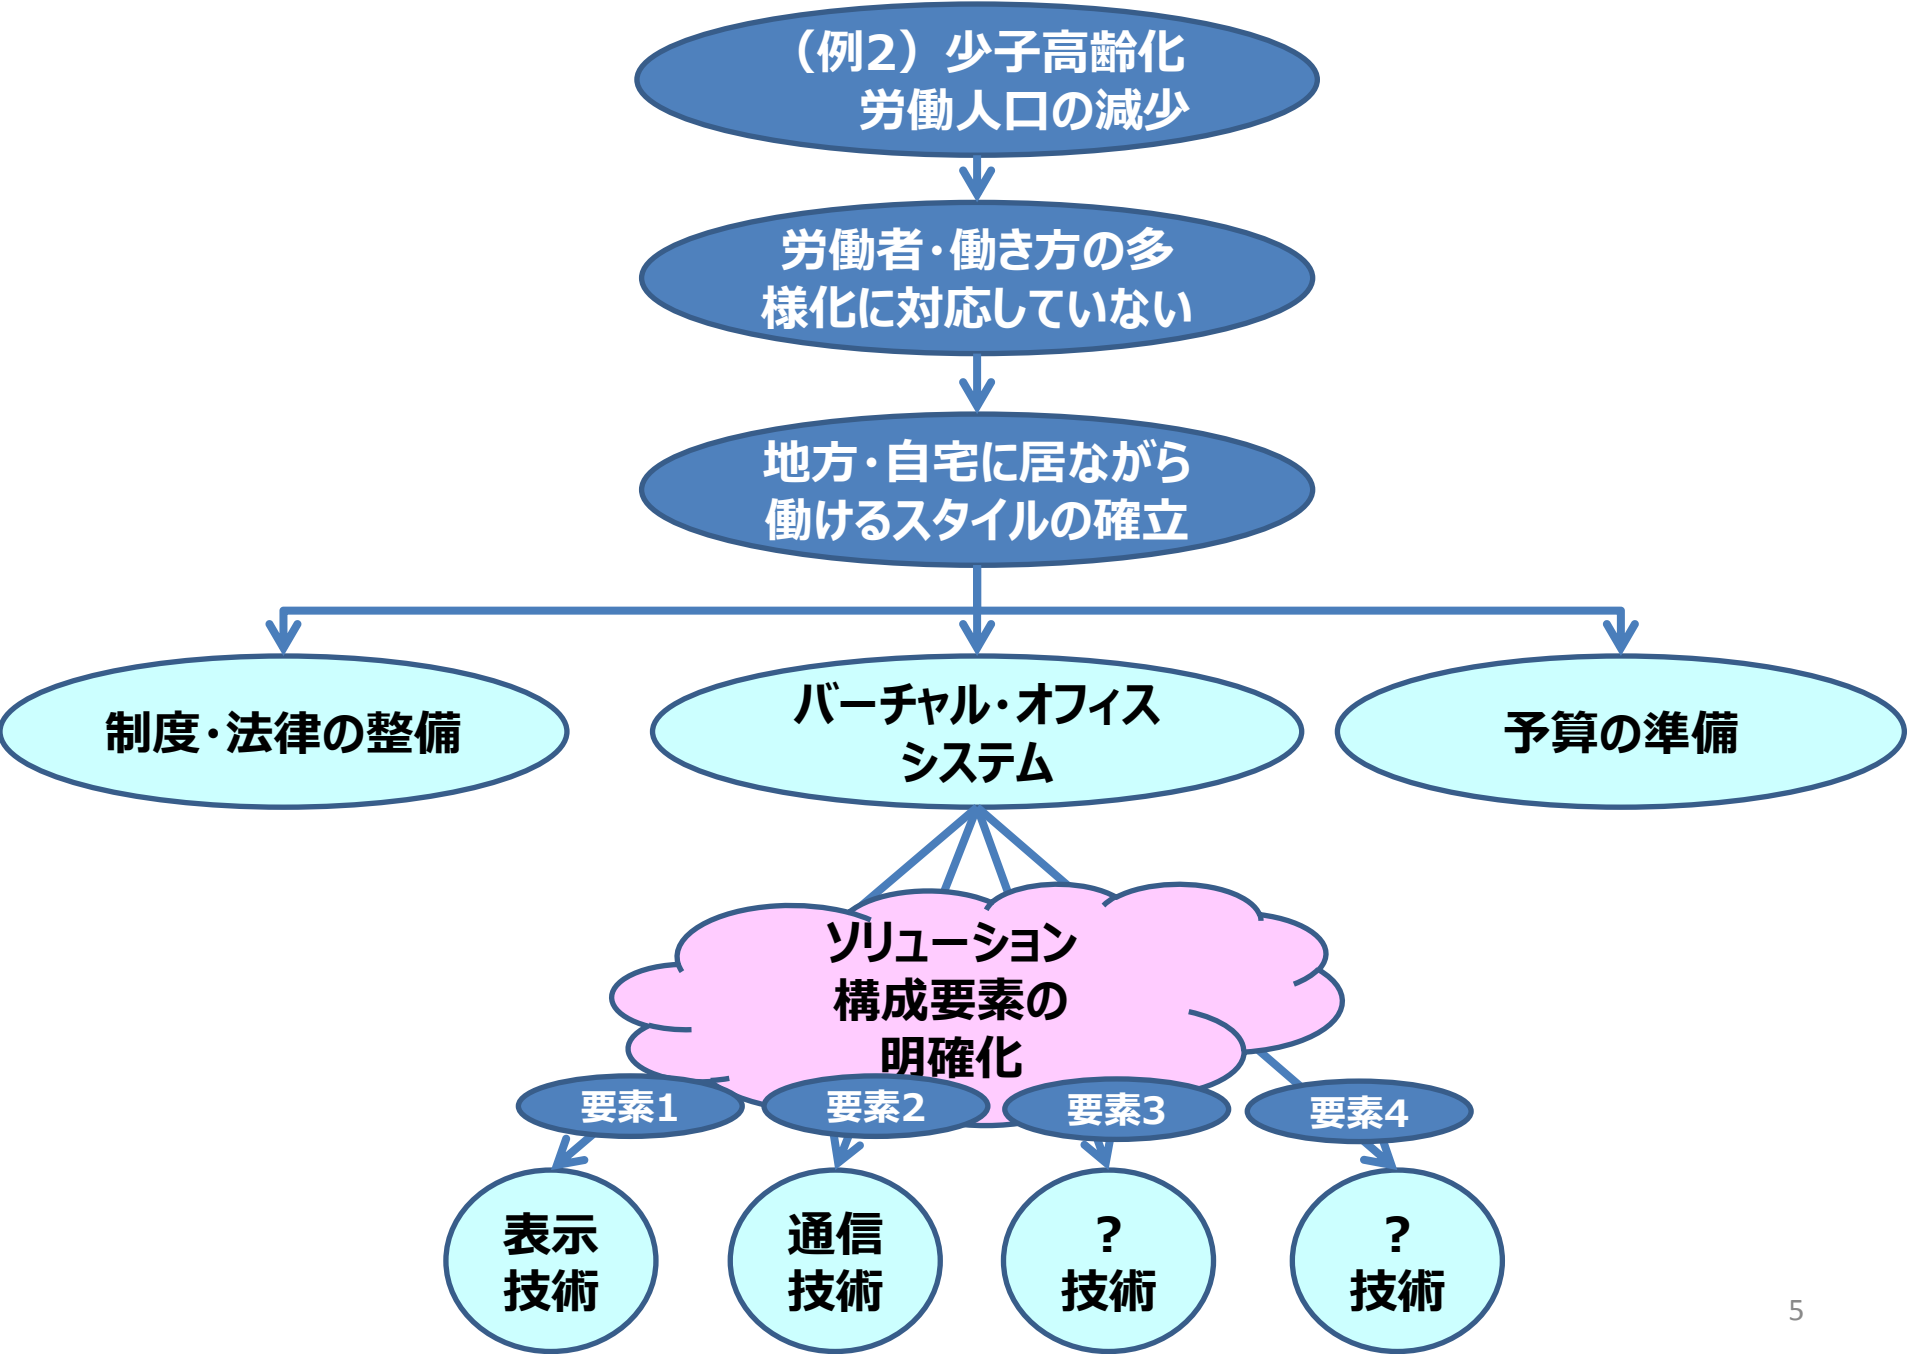 （例2）少子高齢化
労働人口の減少
労働者・働き方の多
様化に対応していない
地方・自宅に居ながら
働けるスタイルの確立
制度・法律の整備
バーチャル・オフィス
システム
予算の準備
ソリューション
構成要素の
明確化
要素1
要素2
要素3
要素4
表示
技術
通信
技術
？
技術
？
技術
5